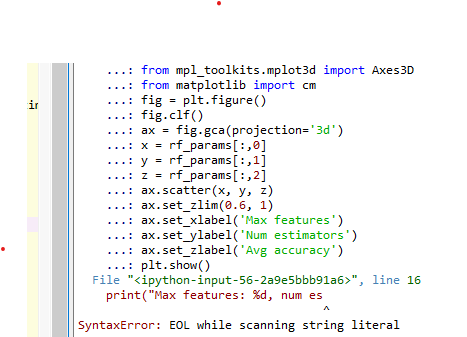 ...: from mpl_toolkits.mplot3d import Axes3D
...: from matplotlib import cm
in
...: fig = plt.figure()
...: fig.clf()
...: ax = fig.gca(projection='3d')
...: x = rf_params[:,0]
...: y = rf_params[:,1]
...: z = rf_params[:,2]
...: ax.scatter(x, y, z)
...: ax.set_zlim(0.6, 1)
...: ax.set_xlabel('Max features')
...: ax.set_ylabel('Num estimators')
...: ax.set_zlabel('Avg accuracy')
...: plt.show()
File "<ipython-input-56-2a9e5bbb91a6>", line 16
print("Max features: %d, num es
^
SyntaxError: EOL while scanning string literal